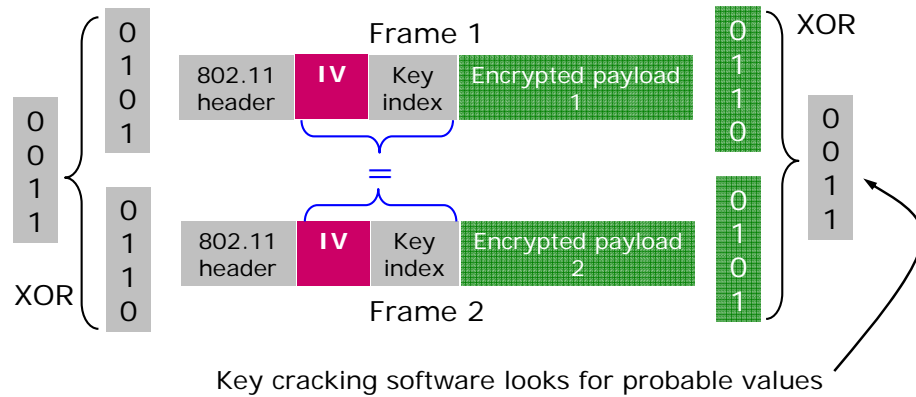 0
1
0
1
0
0
1
1
0
1
1
0
XOR
Frame 1
802.11
header
IV
Key
index
Encrypted payload
1
=
802.11
header
IV
Key
index
Encrypted payload
2
Frame 2
0
1
1
0
XOR
0
0
1
1
0
1
0
1
Key cracking software looks for probable values